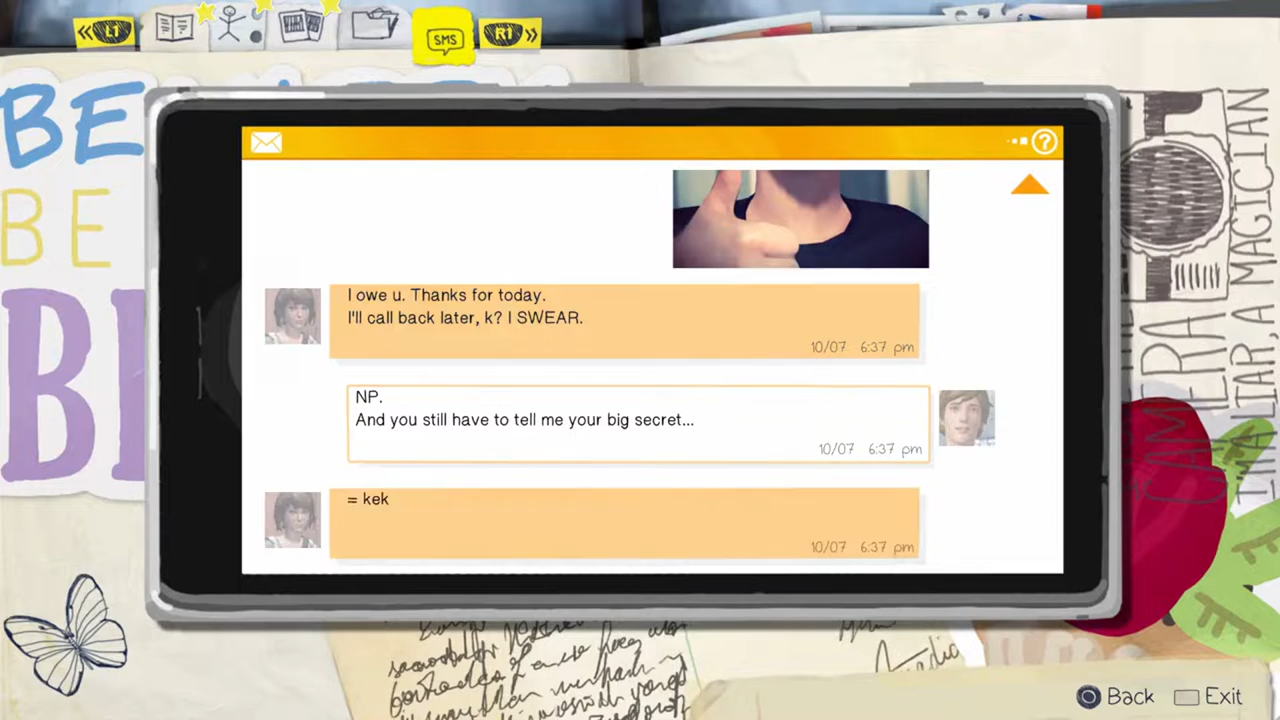 L1
SMS
R1
BE
BE
I owe u. Thanks for today.
I'll call back later, k? I SWEAR.
10/07 6:37 pm
NP.
And you still have to tell me your big secret...
10/07 6:37 pm
= kek
10/07 6:37 pm
CAMERA
LIAR, A MAGICIAN
Back
Exit